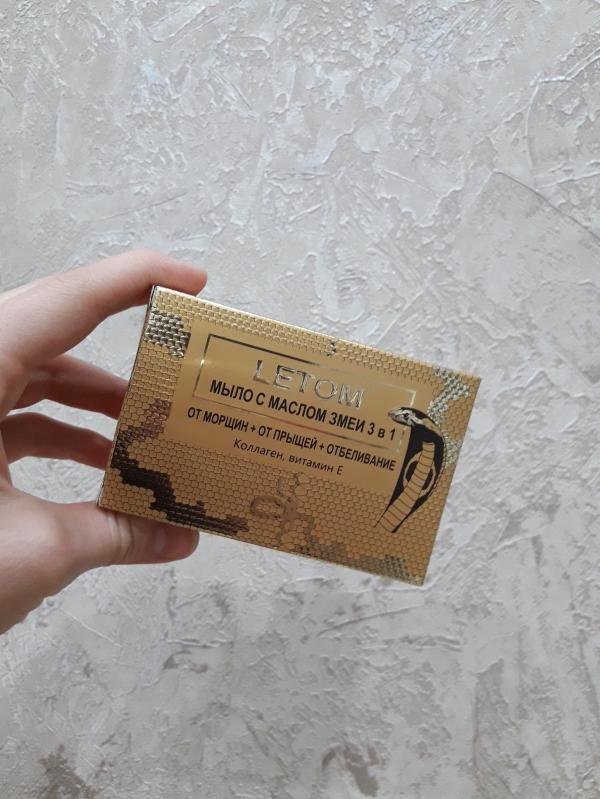 LETOM
МЫЛО С МАСЛОМ ЗМЕИ 3 в 1
ОТ МОРЩИН + ОТ ПРЫЩЕЙ + ОТБЕЛИВАНИЕ
Коллаген, витамин Е